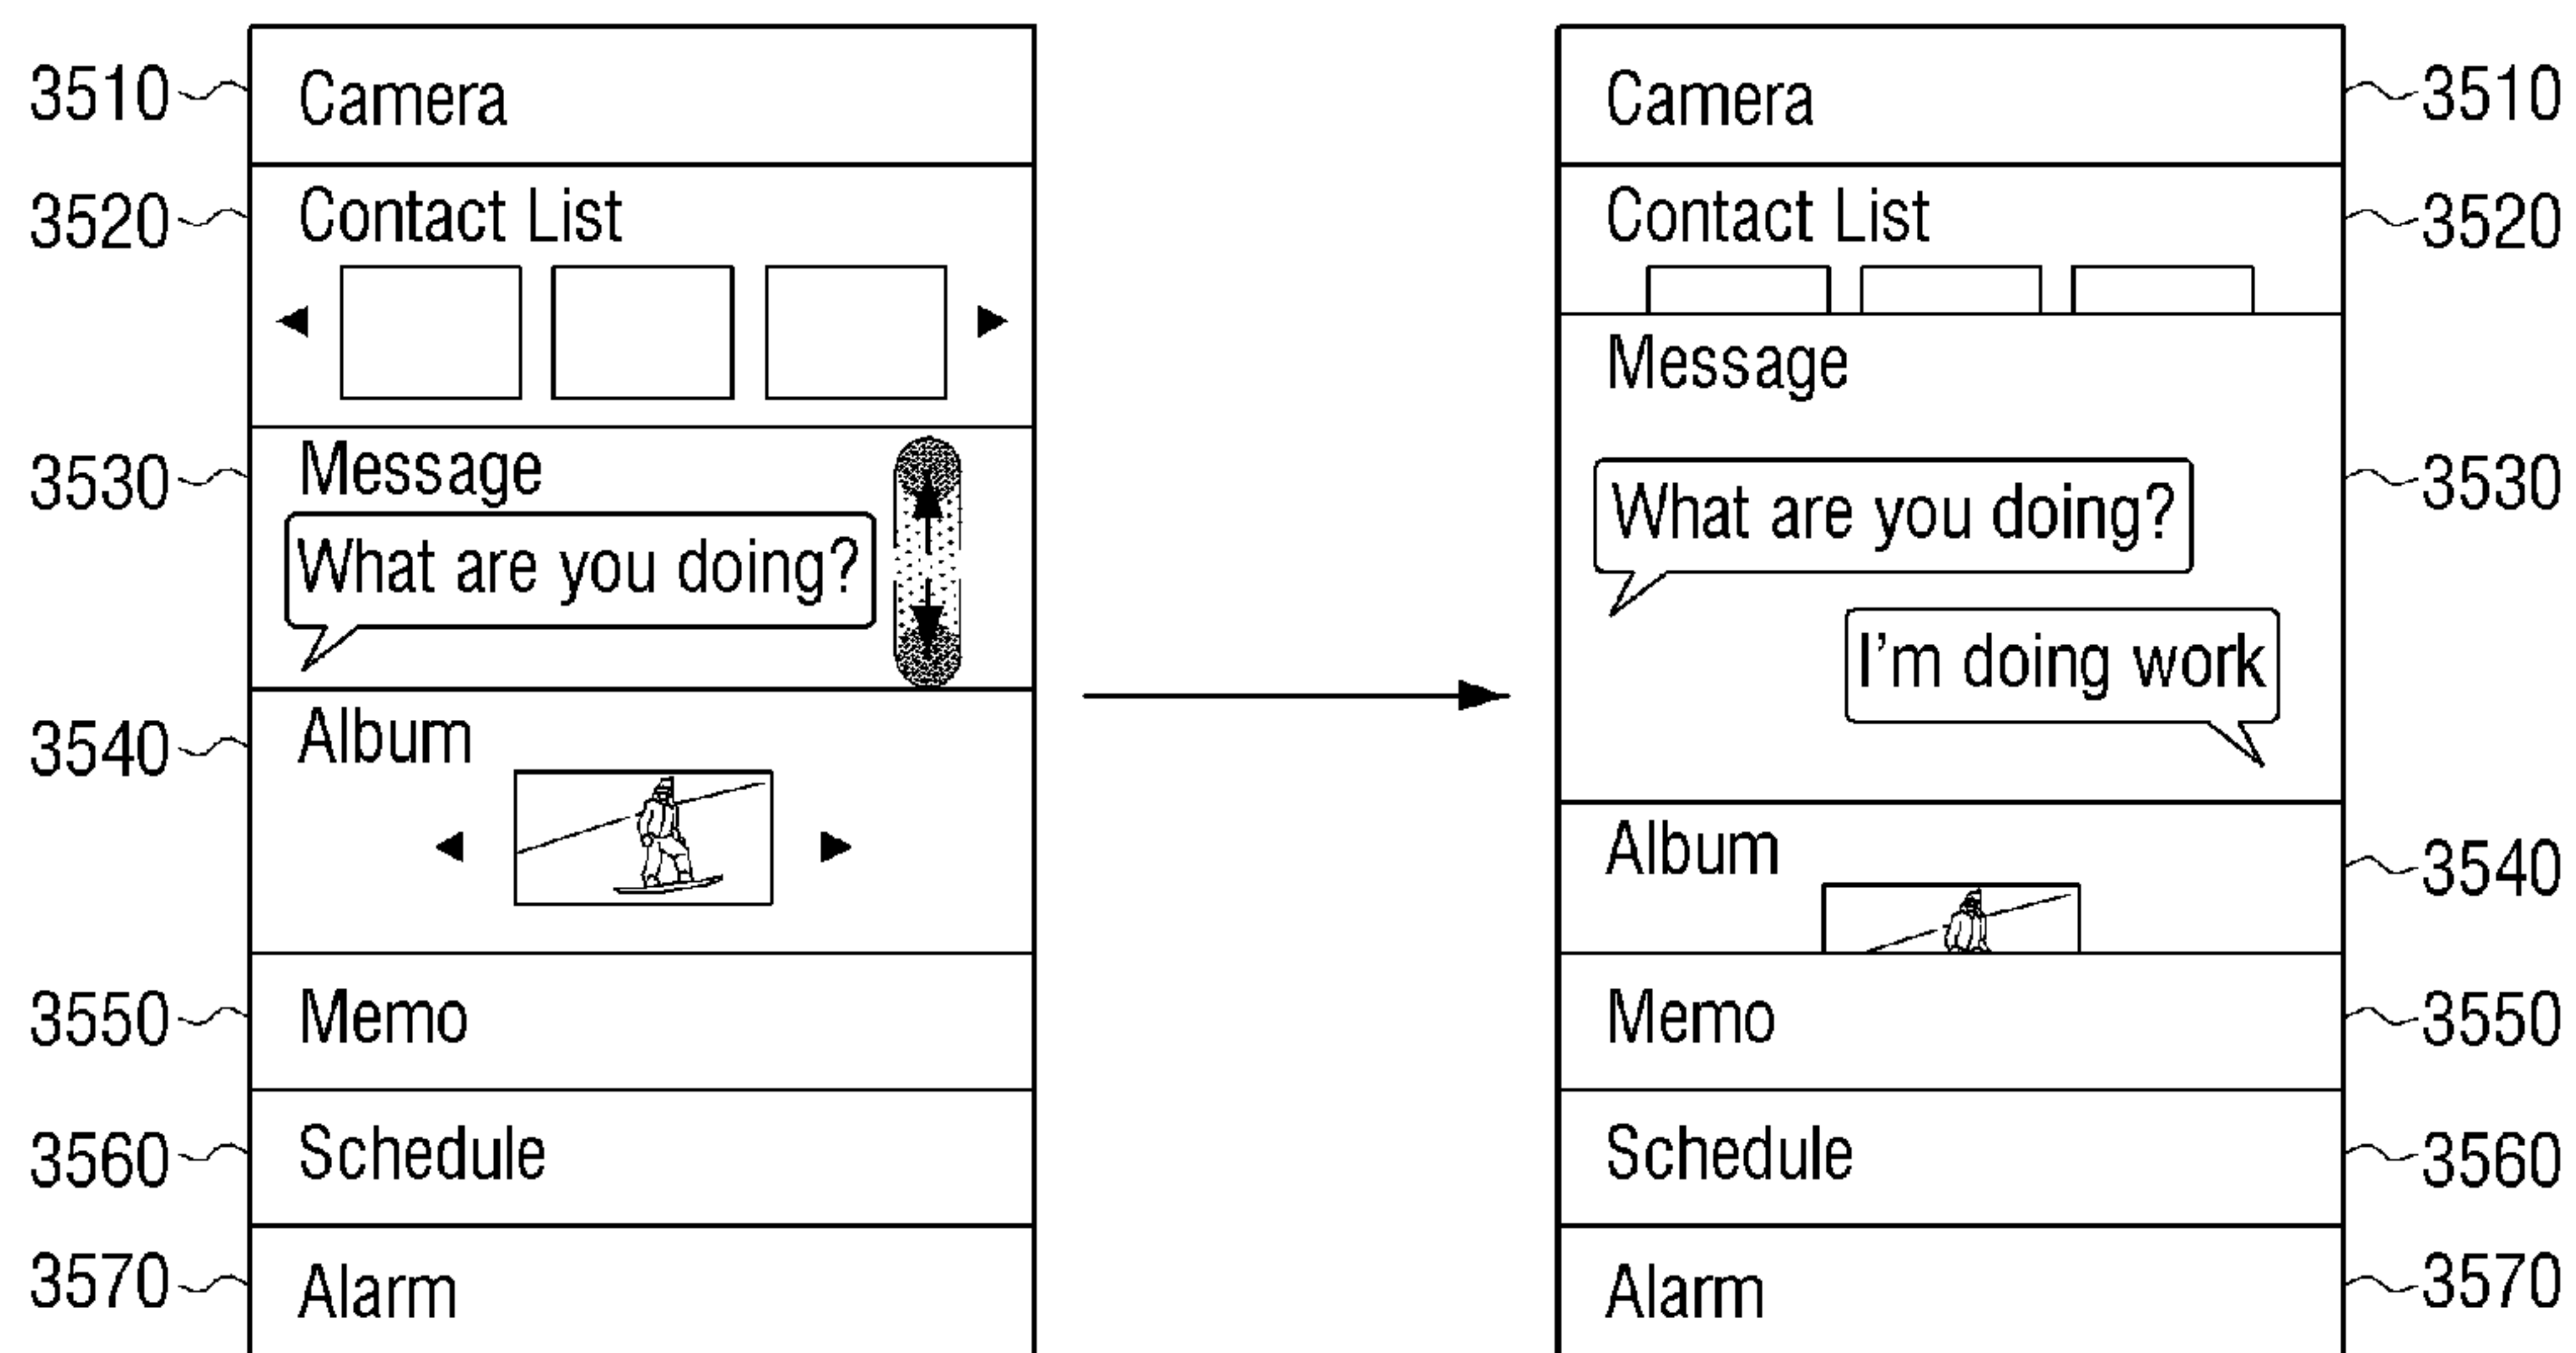 3510 Camera
3520 Contact List
3530 Message
What are you doing?
3540 Album
3550 Memo
3560 Schedule
3570 Alarm
Camera 3510
Contact List 3520
Message
What are you doing? 3530
I'm doing work
Album 3540
Memo 3550
Schedule 3560
Alarm 3570